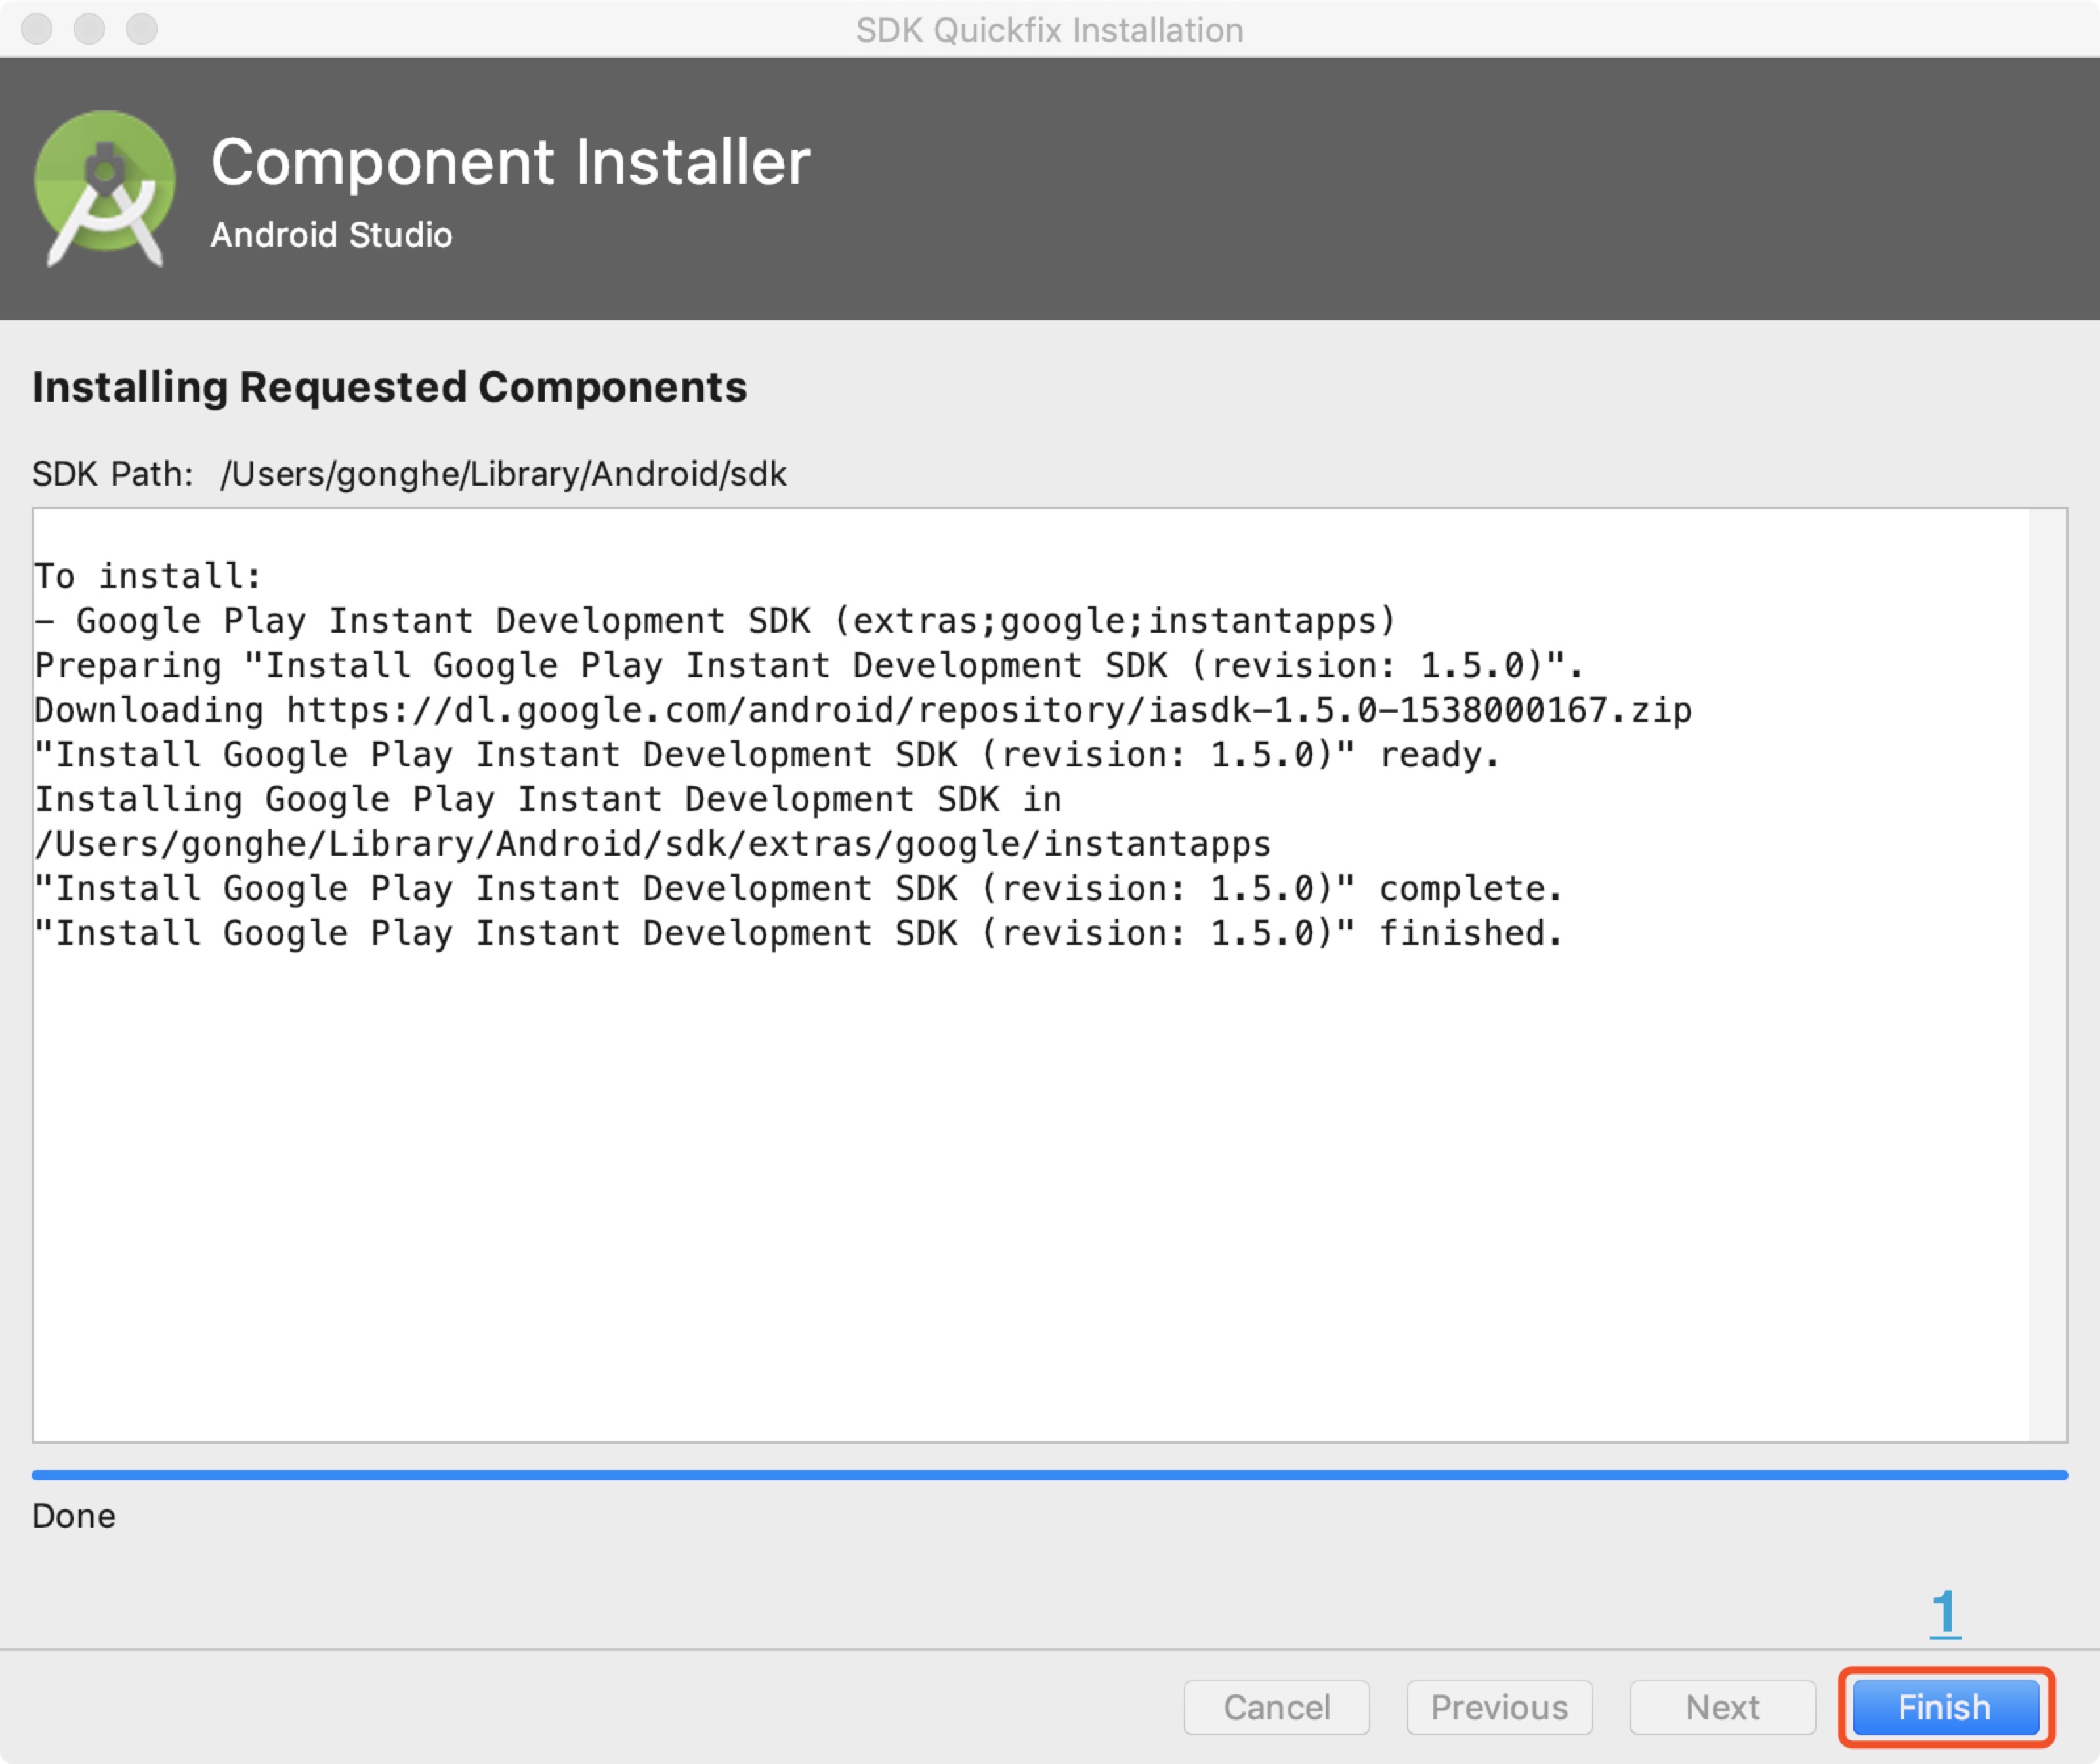 SDK Quickfix Installation
Component Installer
Android Studio
Installing Requested Components
SDK Path: /Users/gonghe/Library/Android/sdk
To install:
- Google Play Instant Development SDK (extras;google;instantapps)
Preparing "Install Google Play Instant Development SDK (revision: 1.5.0)".
Downloading https://dl.google.com/android/repository/iasdk-1.5.0-1538000167.zip
"Install Google Play Instant Development SDK (revision: 1.5.0)" ready.
Installing Google Play Instant Development SDK in
/Users/gonghe/Library/Android/sdk/extras/google/instantapps
"Install Google Play Instant Development SDK (revision: 1.5.0)" complete.
"Install Google Play Instant Development SDK (revision: 1.5.0)" finished.
Done
1
Cancel Previous Next Finish